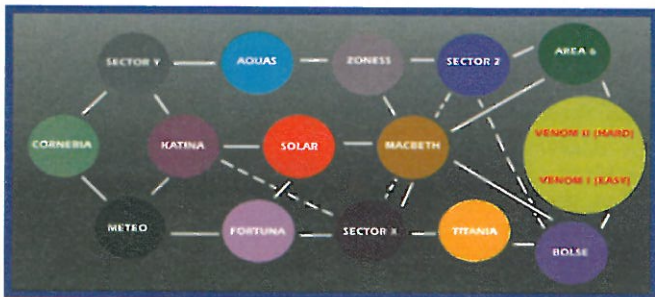 SECTOR Y
AQUAS
ZONESS
SECTOR Z
AREA 6
CORNERIA
KATINA
SOLAR
MACBETH
VENOM II (HARD)
VENOM I (EASY)
METEO
FORTUNA
SECTOR X
TITANIA
BOLSE